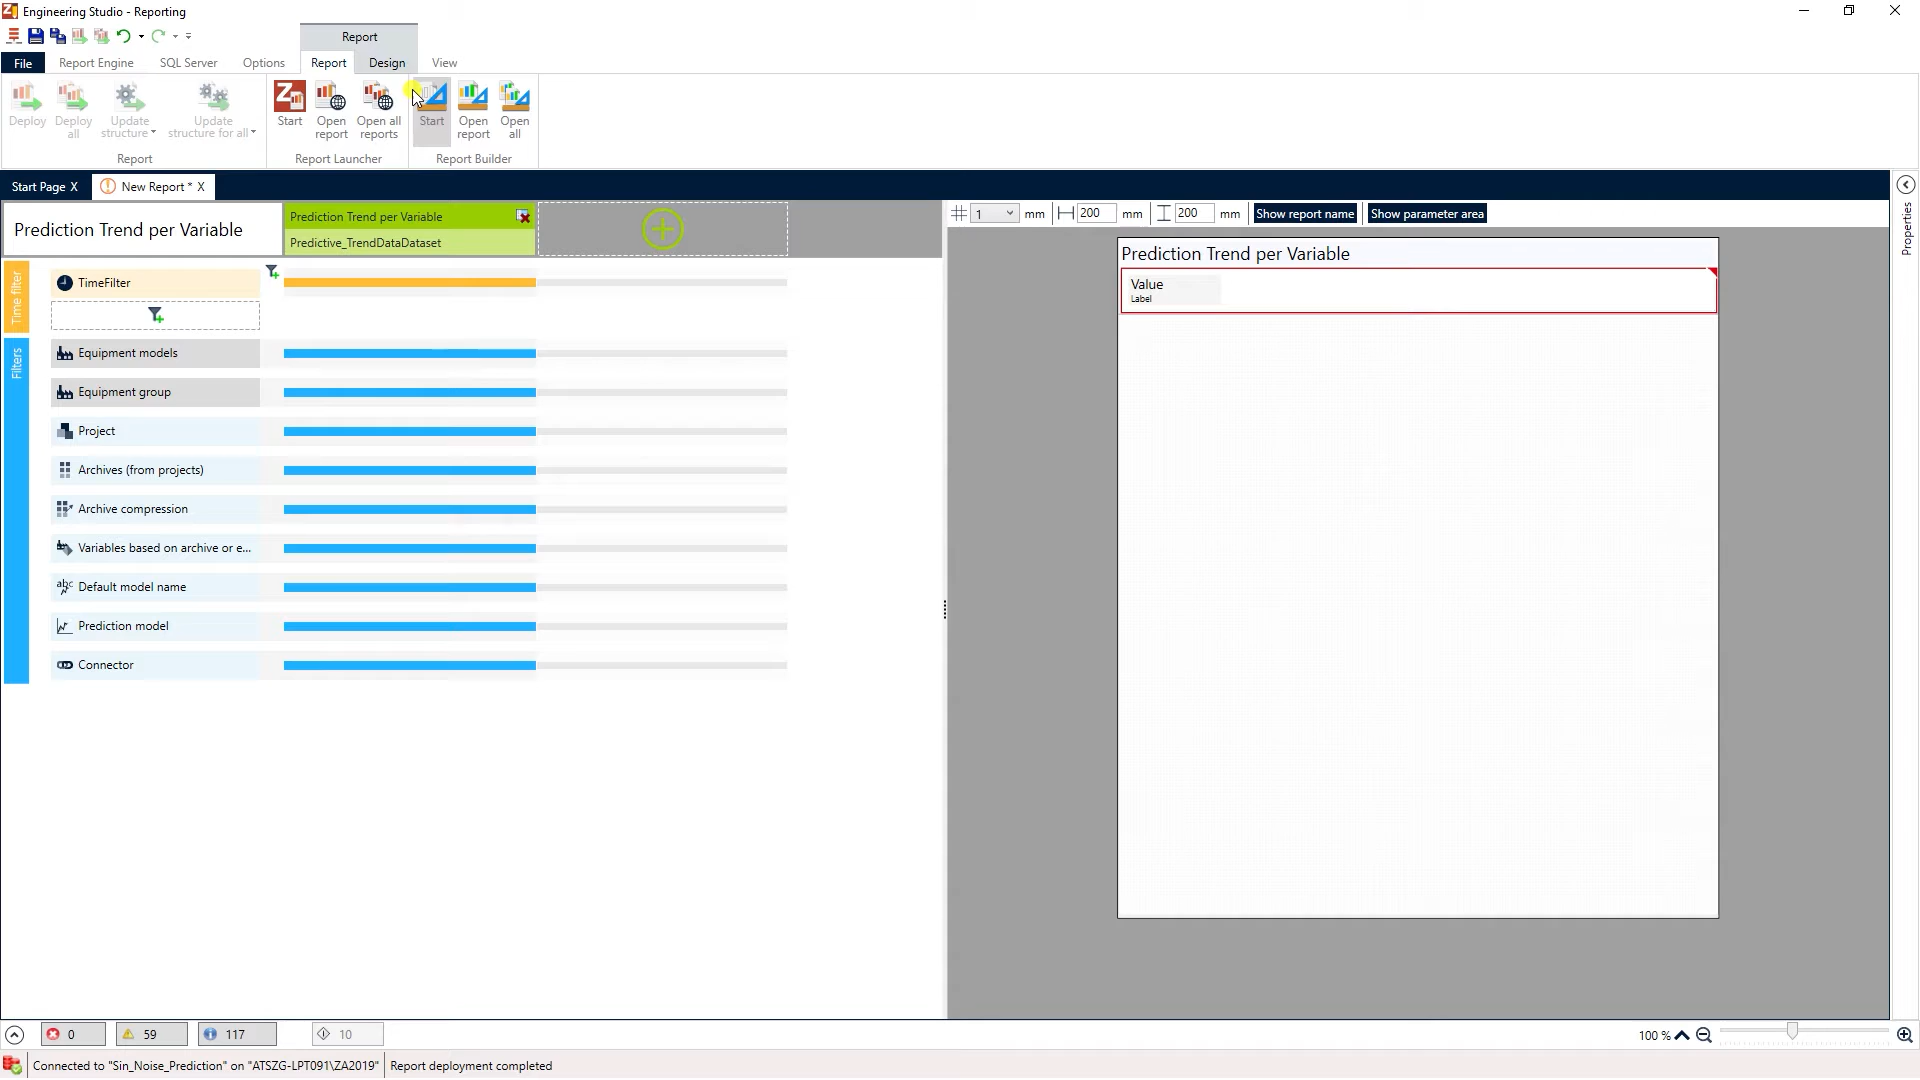 Engineering Studio - Reporting
Report
File Report Engine SQL Server Options Report Design View
Deploy
Deploy all
Update structure
Update structure for all
Start
Open report
Open all reports
Start
Open report
Open all
Report
Report Launcher
Report Builder
Start Page X
New Report * X
Properties
Prediction Trend per Variable
Prediction Trend per Variable
Predictive_TrendDataDataset
1 mm 200 mm 200 mm Show report name Show parameter area
Prediction Trend per Variable
Value
Label
Time filter
TimeFilter
Filters
Equipment models
Equipment group
Project
Archives (from projects)
Archive compression
Variables based on archive or e...
Default model name
Prediction model
Connector
0 59 117 10
100 %
Connected to "Sin_Noise_Prediction" on "ATSZG-LPT091\ZA2019" Report deployment completed